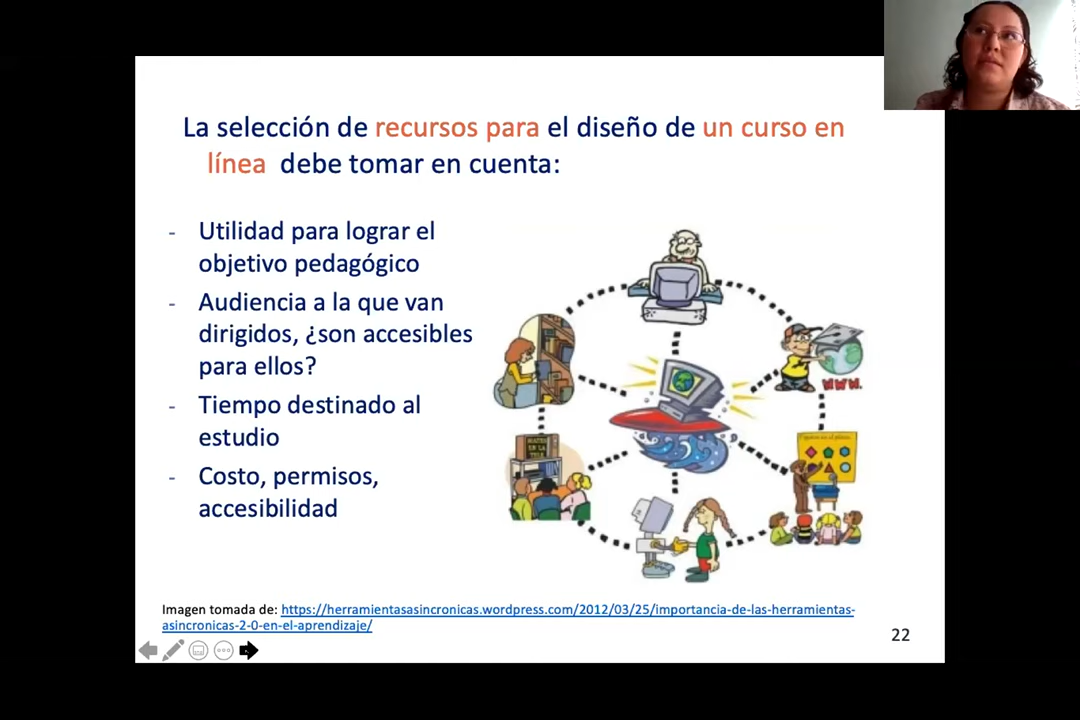 La selección de recursos para el diseño de un curso en
línea debe tomar en cuenta:
- Utilidad para lograr el
objetivo pedagógico
- Audiencia a la que van
dirigidos, ¿son accesibles
para ellos?
- Tiempo destinado al
estudio
- Costo, permisos,
accesibilidad
WWW.
Imagen tomada de: https://herramientasasincronicas.wordpress.com/2012/03/25/importancia-de-las-herramientas-
asincronicas-2-0-en-el-aprendizaje/
22